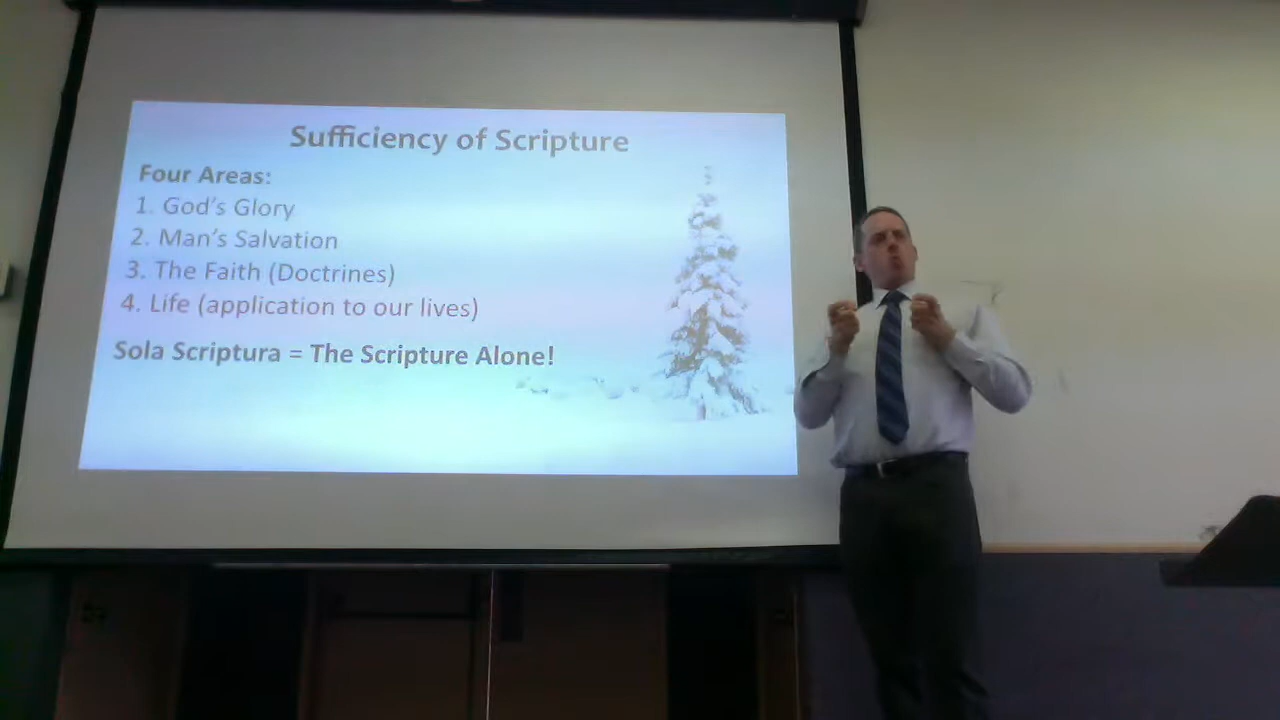 Sufficiency of Scripture
Four Areas:
1. God's Glory
2. Man's Salvation
3. The Faith (Doctrines)
4. Life (application to our lives)
Sola Scriptura = The Scripture Alone!